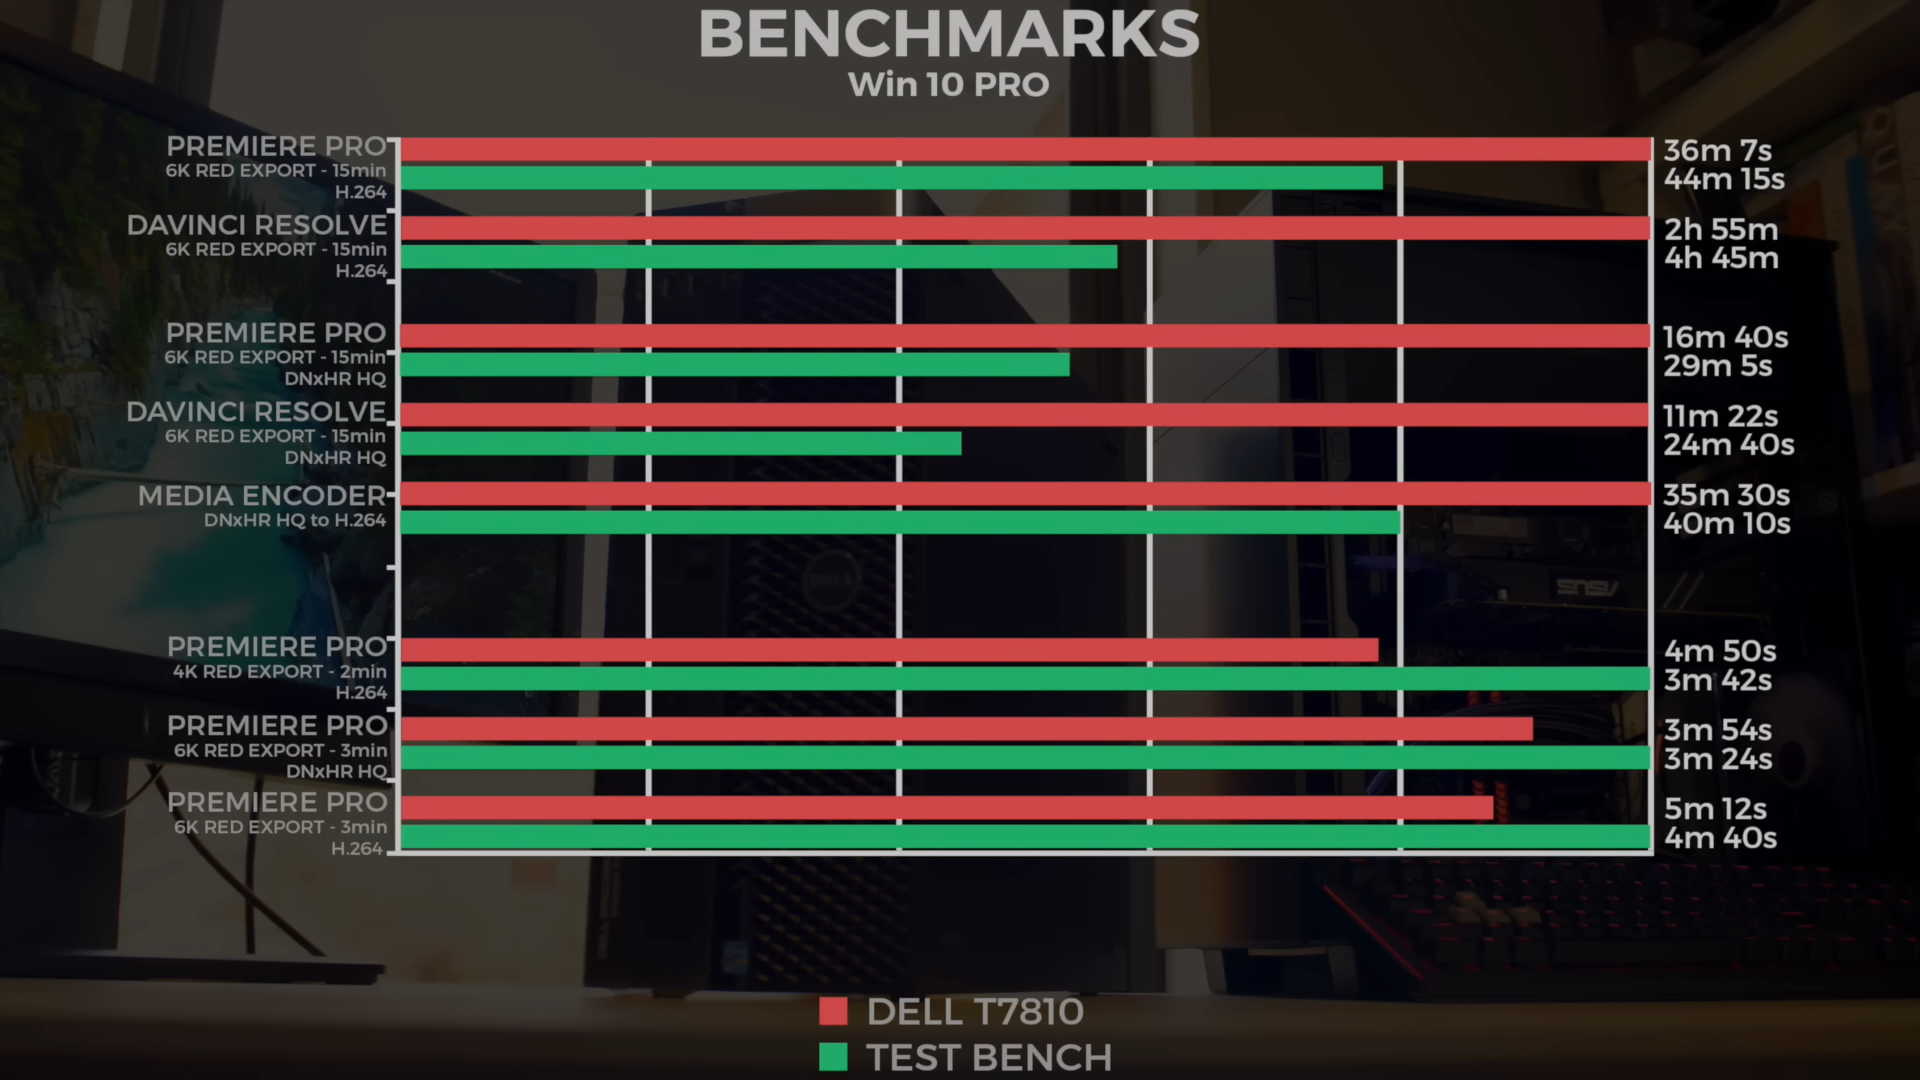 BENCHMARKS
Win 10 PRO
PREMIERE PRO
6K RED EXPORT - 15min
H.264
36m 7s
44m 15s
DAVINCI RESOLVE
6K RED EXPORT - 15min
H.264
2h 55m
4h 45m
PREMIERE PRO
6K RED EXPORT - 15min
DNxHR HQ
16m 40s
29m 5s
DAVINCI RESOLVE
6K RED EXPORT - 15min
DNxHR HQ
11m 22s
24m 40s
MEDIA ENCODER
DNxHR HQ to H.264
35m 30s
40m 10s
PREMIERE PRO
4K RED EXPORT - 2min
H.264
4m 50s
3m 42s
PREMIERE PRO
6K RED EXPORT - 3min
DNxHR HQ
3m 54s
3m 24s
PREMIERE PRO
6K RED EXPORT - 3min
H.264
5m 12s
4m 40s
DELL T7810
TEST BENCH
DELL
ASUS